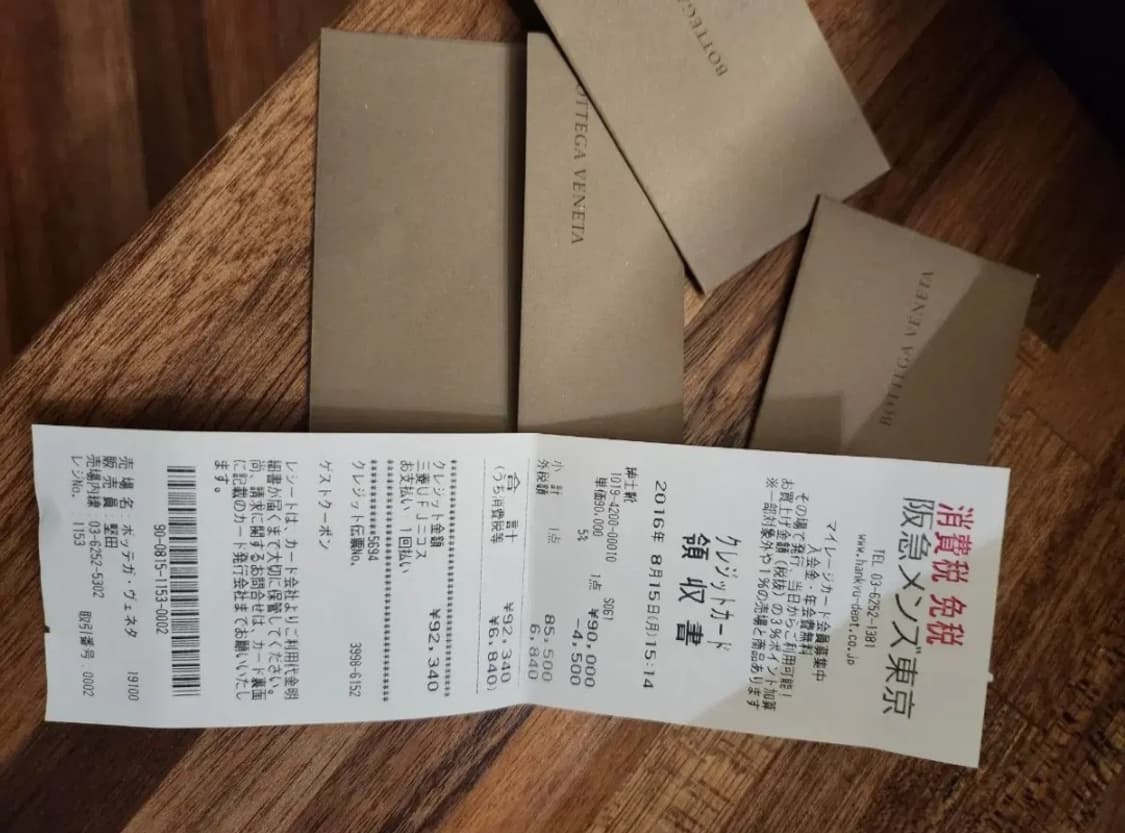 消費税 免税
阪急メンズ東京
TEL 03-6252-1381
www.hankyu-dept.co.jp
マイレージカード会員募集中
入会金・年会費無料
その場で発行、当日からご利用可能!
お買上げ金額(税抜)の3%ポイント加算
※一部対象外や1%の売場と商品あります
クレジットカード
領収書
2016年 8月15日(月)15:14
紳士靴 S061
1019-4200-00010
単価90,000 1点 ¥90,000
5% -4,500
小計 1点 85,500
外税額 6,840
合 計 ¥92,340
(うち消費税等 ¥6,840)
クレジット金額 ¥92,340
三菱UFJニコス
お支払い 1回払い
5694
クレジット伝票No. 3998-6152
ゲストクーポン
レシートは、カード会社よりご利用代金明
細書が届くまで大切に保管してください。
尚、請求に関するお問合せは、カード裏面
に記載のカード発行会社までお願いいたし
ます。
90-0815-1153-0002
売 場 名:ボッテガ・ヴェネタ 19100
販 売 員:堅田
売場内線:03-6252-5302
レジNo.:1153 取引番号:0002
BOTTEGA
OTTEGA VENETA
BOTTEGA VENETA